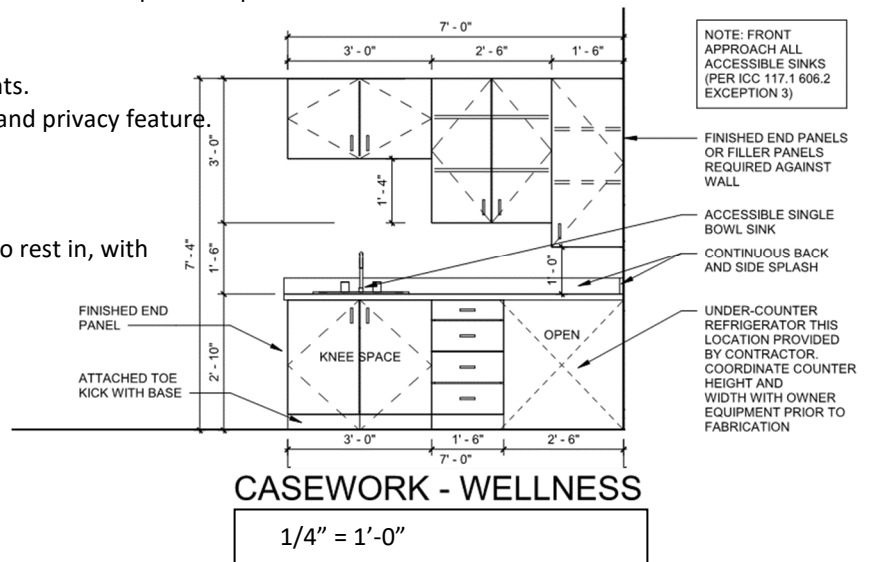 7' - 0"
3' - 0"
2' - 6"
1' - 6"
NOTE: FRONT
APPROACH ALL
ACCESSIBLE SINKS
(PER ICC 117.1 606.2
EXCEPTION 3)
and privacy feature.
3' - 0"
1' - 4"
FINISHED END PANELS
OR FILLER PANELS
REQUIRED AGAINST
WALL
ACCESSIBLE SINGLE
BOWL SINK
rest in, with
7' - 4"
1' - 6"
1' - 0"
CONTINUOUS BACK
AND SIDE SPLASH
FINISHED END
PANEL
2' - 10"
KNEE SPACE
OPEN
UNDER-COUNTER
REFRIGERATOR THIS
LOCATION PROVIDED
BY CONTRACTOR.
COORDINATE COUNTER
HEIGHT AND
WIDTH WITH OWNER
EQUIPMENT PRIOR TO
FABRICATION
ATTACHED TOE
KICK WITH BASE
3' - 0"
1' - 6"
2' - 6"
7' - 0"
CASEWORK - WELLNESS
1/4” = 1’-0”